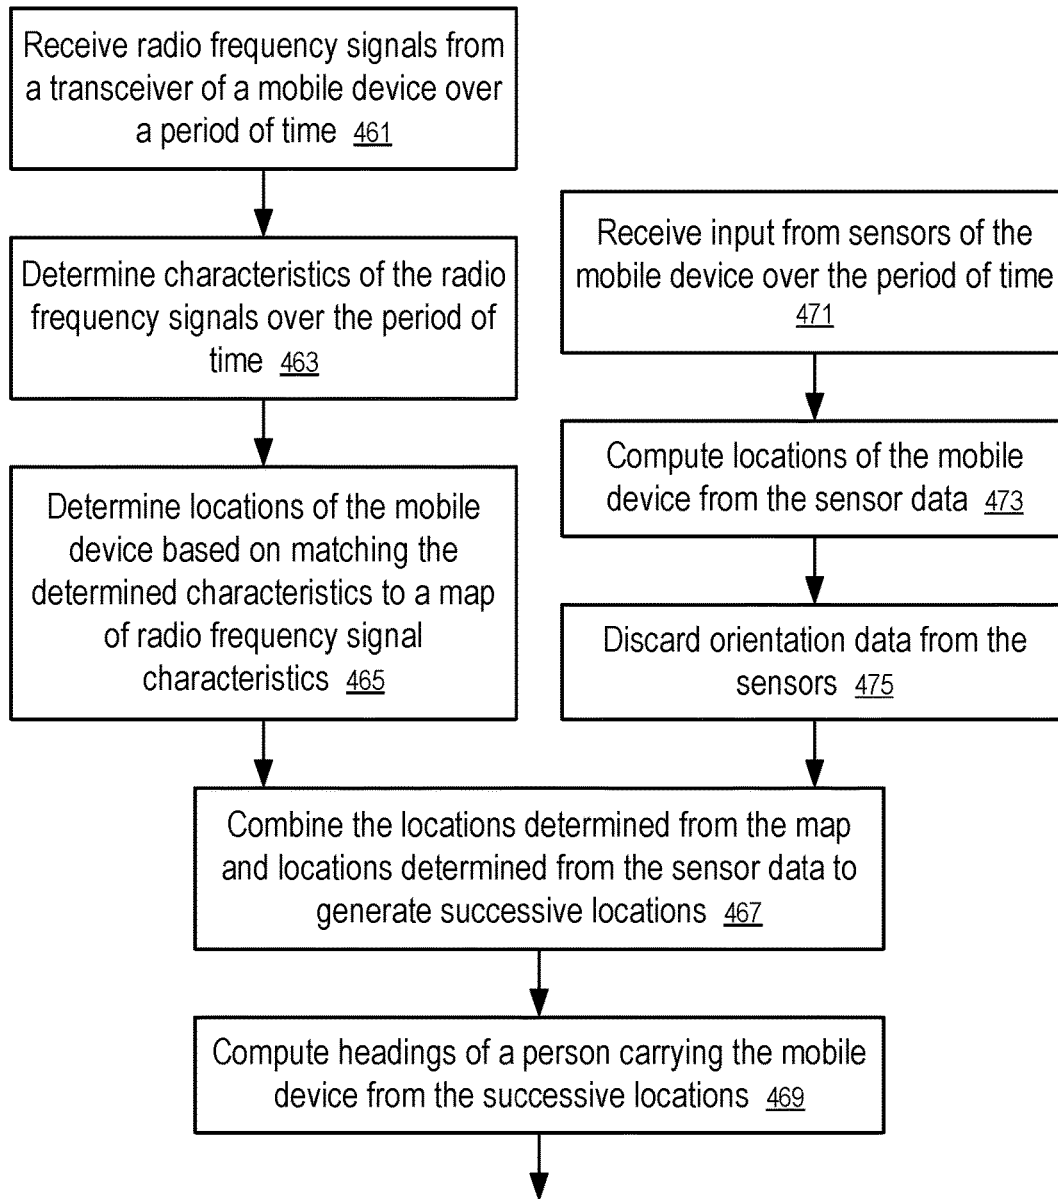 Receive radio frequency signals from
a transceiver of a mobile device over
a period of time 461
Determine characteristics of the radio
frequency signals over the period of
time 463
Determine locations of the mobile
device based on matching the
determined characteristics to a map
of radio frequency signal
characteristics 465
Receive input from sensors of the
mobile device over the period of time
471
Compute locations of the mobile
device from the sensor data 473
Discard orientation data from the
sensors 475
Combine the locations determined from the map
and locations determined from the sensor data to
generate successive locations 467
Compute headings of a person carrying the mobile
device from the successive locations 469